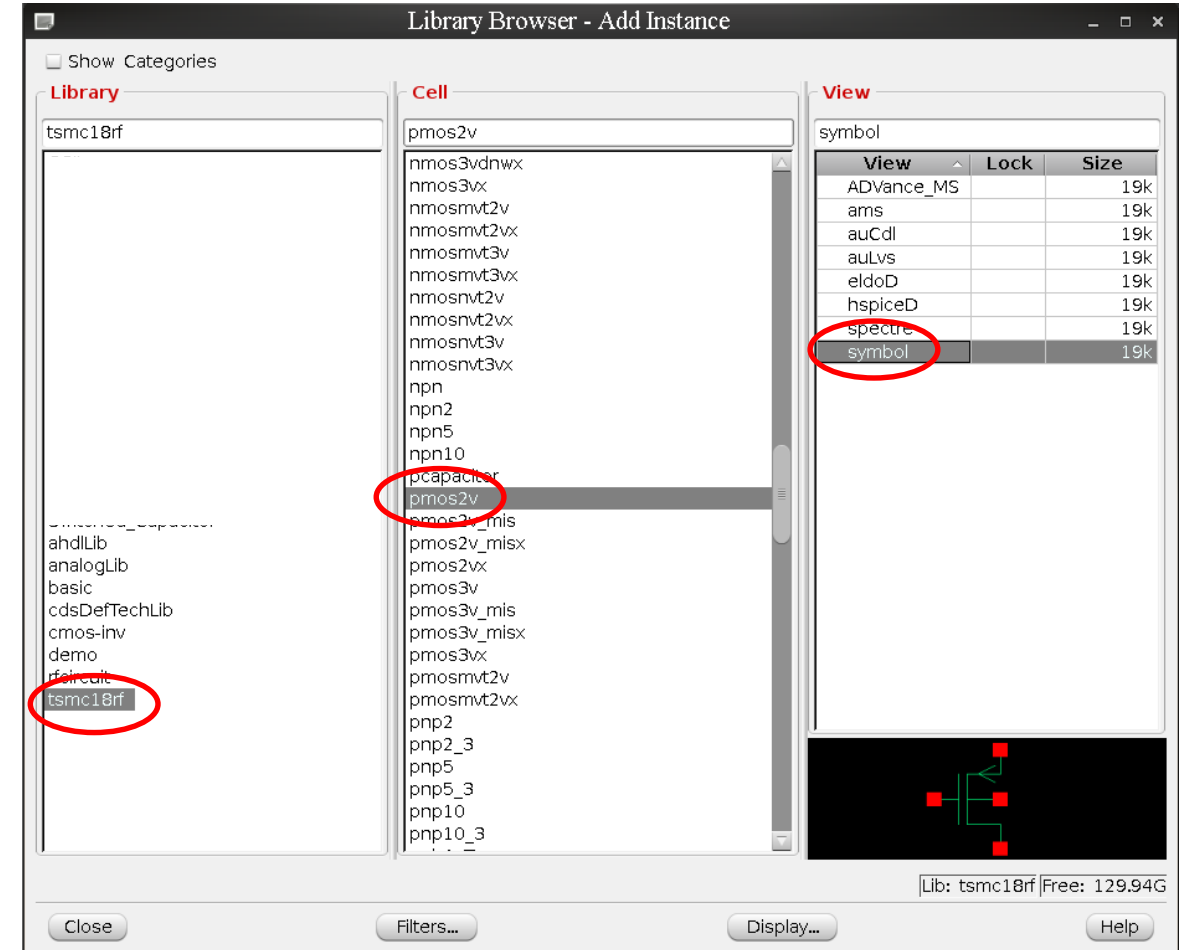 Library Browser - Add Instance
Show Categories
Library
tsmc18rf
ahdlLib
analogLib
basic
cdsDefTechLib
cmos-inv
demo
rfcircuit
tsmc18rf
Cell
pmos2v
nmos3vdnwx
nmos3vx
nmosmvt2v
nmosmvt2vx
nmosmvt3v
nmosmvt3vx
nmosnvt2v
nmosnvt2vx
nmosnvt3v
nmosnvt3vx
npn
npn2
npn5
npn10
pcapacitor
pmos2v
pmos2v_mis
pmos2v_misx
pmos2vx
pmos3v
pmos3v_mis
pmos3v_misx
pmos3vx
pmosmvt2v
pmosmvt2vx
pnp2
pnp2_3
pnp5
pnp5_3
pnp10
pnp10_3
View
symbol
View Lock Size
ADVance_MS 19k
ams 19k
auCdl 19k
auLvs 19k
eldoD 19k
hspiceD 19k
spectre 19k
symbol 19k
Lib: tsmc18rf Free: 129.94G
Close Filters... Display... Help